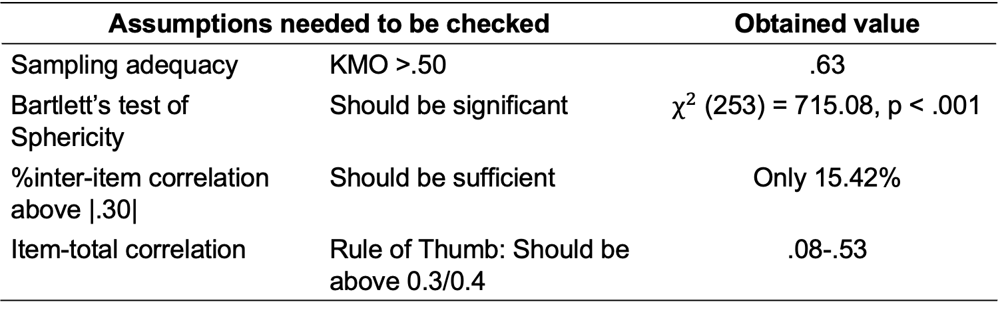 Assumptions needed to be checked Obtained value
Sampling adequacy KMO >.50 .63
Bartlett’s test of Should be significant χ² (253) = 715.08, p < .001
Sphericity
%inter-item correlation Should be sufficient Only 15.42%
above |.30|
Item-total correlation Rule of Thumb: Should be .08-.53
above 0.3/0.4